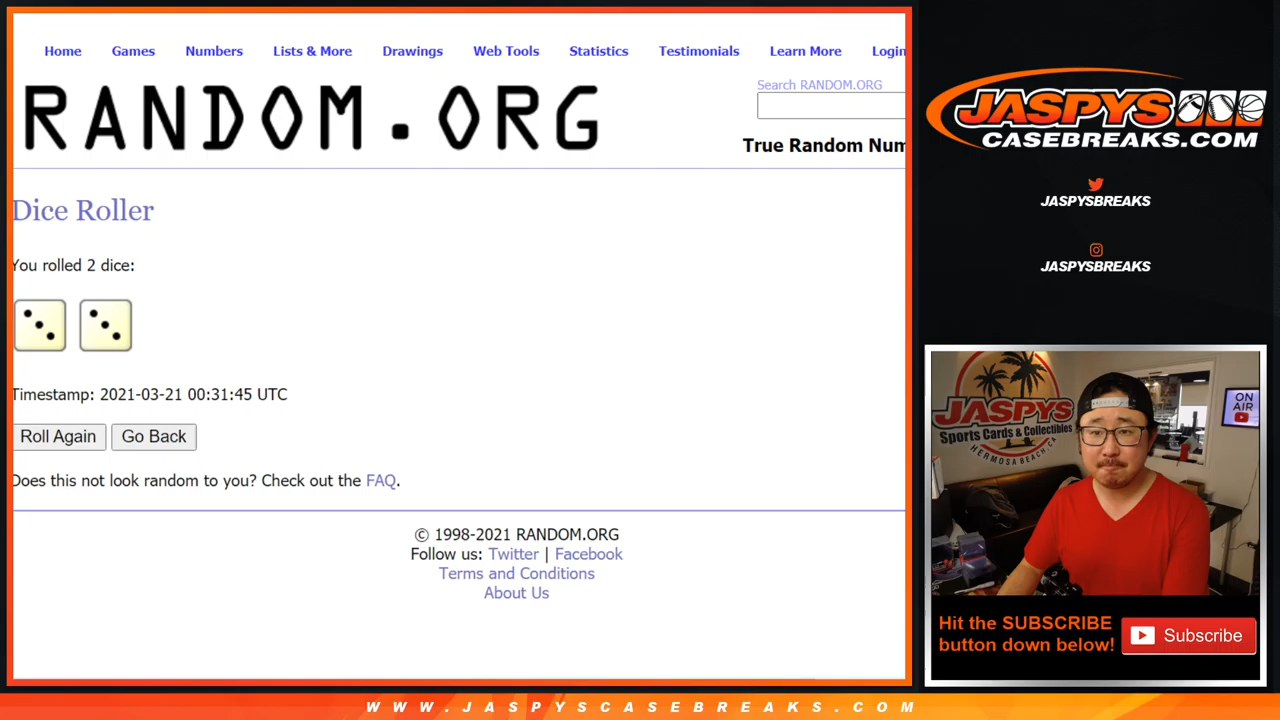 Home Games Numbers Lists & More Drawings Web Tools Statistics Testimonials Learn More Login
RANDOM.ORG
Search RANDOM.ORG
True Random Num
Dice Roller
You rolled 2 dice:
Timestamp: 2021-03-21 00:31:45 UTC
Roll Again Go Back
Does this not look random to you? Check out the FAQ.
© 1998-2021 RANDOM.ORG
Follow us: Twitter | Facebook
Terms and Conditions
About Us
JASPYS
CASEBREAKS.COM
JASPYSBREAKS
JASPYSBREAKS
JASPYS
Sports Cards & Collectibles
HERMOSA BEACH, CA
ON
AIR
Hit the SUBSCRIBE
button down below!
Subscribe
WWW.JASPYSCASEBREAKS.COM